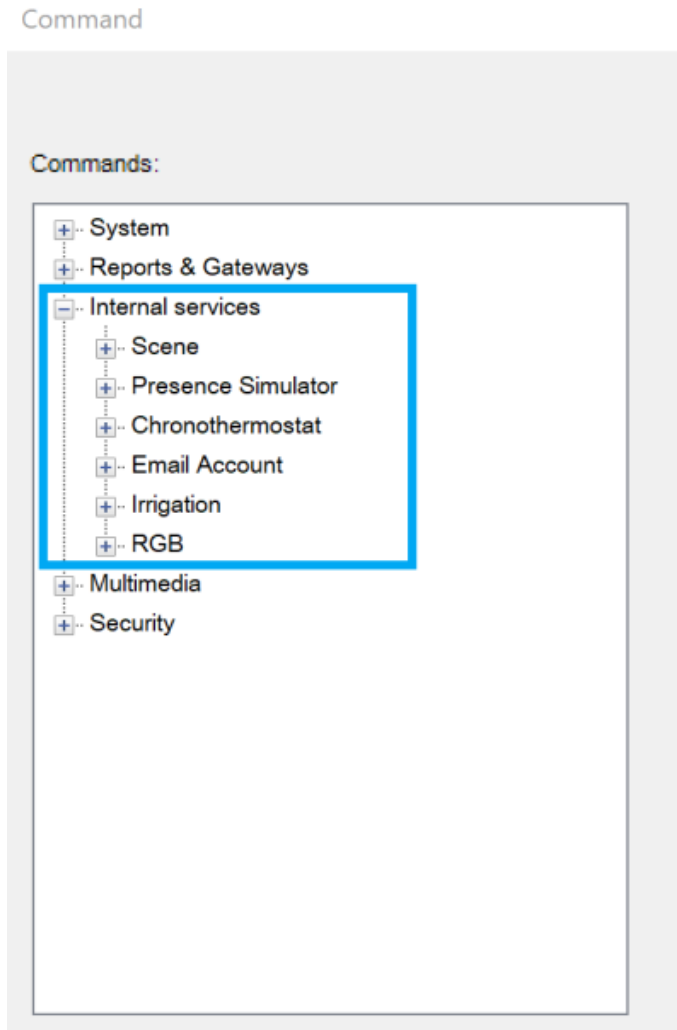 Command
Commands:
System
Reports & Gateways
Internal services
Scene
Presence Simulator
Chronothermostat
Email Account
Irrigation
RGB
Multimedia
Security